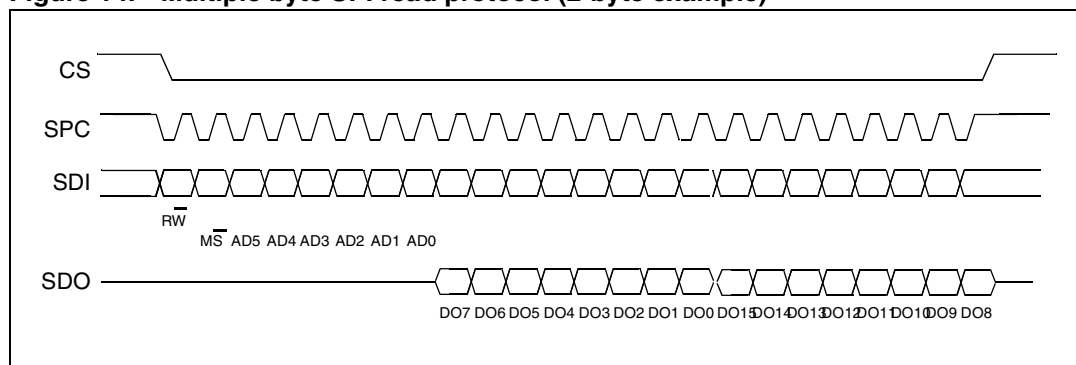 Figure 14. Multiple byte SPI read protocol (2-byte example)
CS
SPC
SDI
RW
MS AD5 AD4 AD3 AD2 AD1 AD0
SDO
DO7 DO6 DO5 DO4 DO3 DO2 DO1 DO0 DO15 DO14 DO13 DO12 DO11 DO10 DO9 DO8